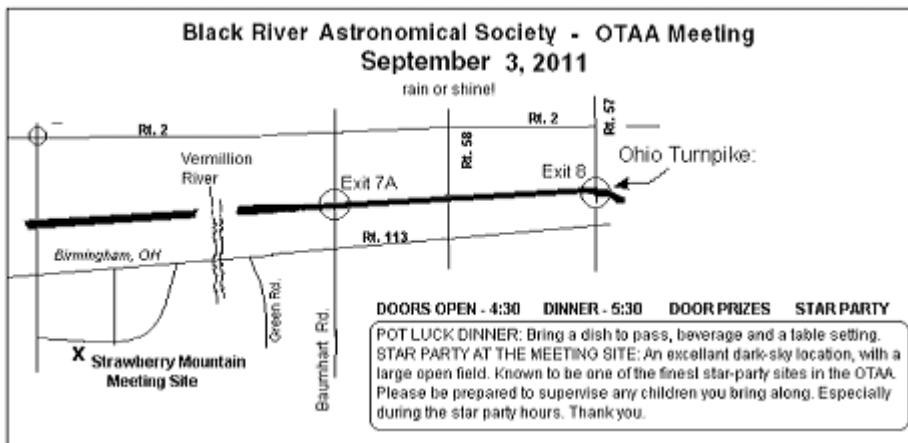 Black River Astronomical Society - OTAA Meeting
September 3, 2011
rain or shine!
Rt. 2
Rt. 2
Rt. 57
Rt. 58
Vermillion
River
Exit 7A
Exit 8
Ohio Turnpike:
Rt. 113
Birmingham, OH
Green Rd.
Baumhart Rd.
X Strawberry Mountain
Meeting Site
DOORS OPEN - 4:30 DINNER - 5:30 DOOR PRIZES STAR PARTY
POT LUCK DINNER: Bring a dish to pass, beverage and a table setting.
STAR PARTY AT THE MEETING SITE: An excellant dark-sky location, with a
large open field. Known to be one of the finest star-party sites in the OTAA.
Please be prepared to supervise any children you bring along. Especially
during the star party hours. Thank you.